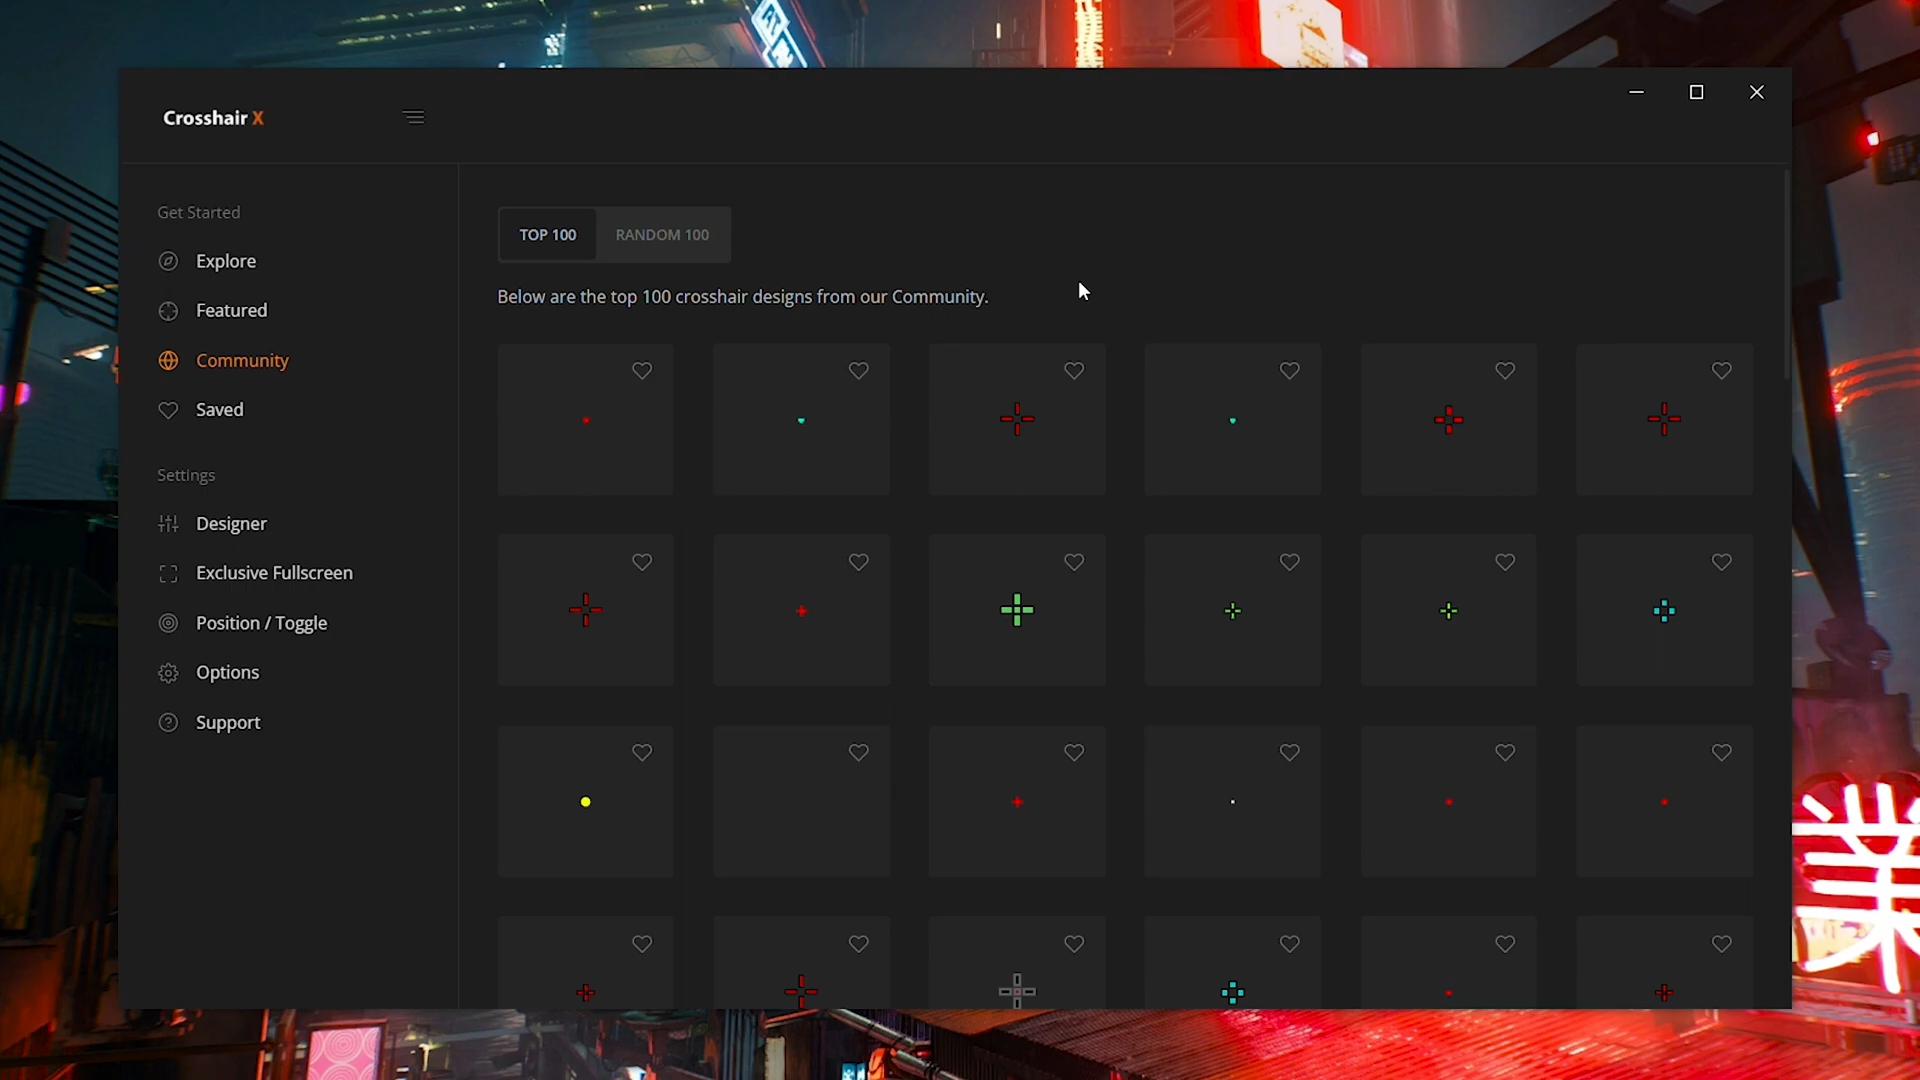 Crosshair X
Get Started
Explore
Featured
Community
Saved
Settings
Designer
Exclusive Fullscreen
Position / Toggle
Options
Support
TOP 100
RANDOM 100
Below are the top 100 crosshair designs from our Community.
業